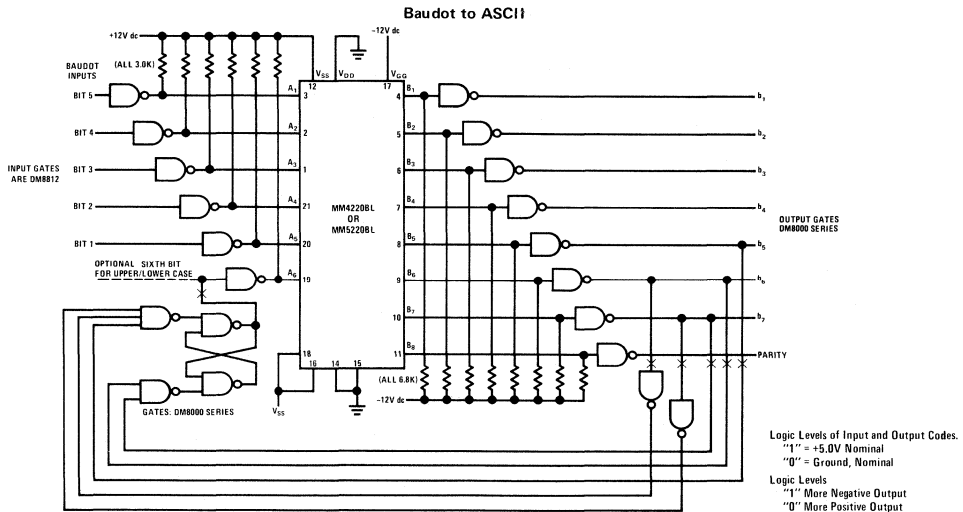 Baudot to ASCII
+12V dc
-12V dc
(ALL 3.0K)
BAUDOT
INPUTS
VSS
12
VDD
VGG
17
BIT 5
A1
3
B1
4
b1
BIT 4
A2
2
B2
5
b2
INPUT GATES
ARE DM8812
BIT 3
A3
1
B3
6
b3
BIT 2
A4
21
MM4220BL
OR
MM5220BL
B4
7
b4
OUTPUT GATES
DM8000 SERIES
BIT 1
A5
20
B5
8
b5
OPTIONAL SIXTH BIT
FOR UPPER/LOWER CASE
A6
19
B6
9
b6
B7
10
b7
B8
11
PARITY
18
16
14
15
(ALL 6.8K)
-12V dc
VSS
GATES: DM8000 SERIES
Logic Levels of Input and Output Codes.
"1" = +5.0V Nominal
"0" = Ground, Nominal
Logic Levels
"1" More Negative Output
"0" More Positive Output